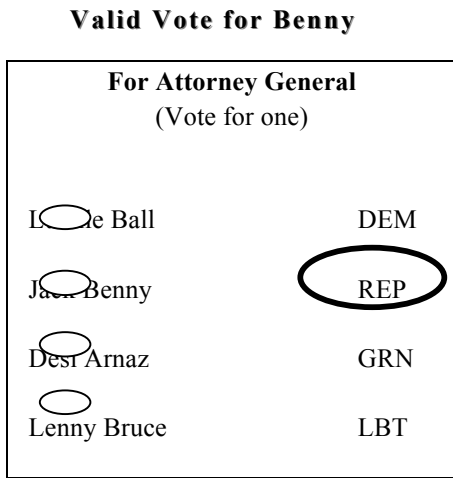 Valid Vote for Benny
For Attorney General
(Vote for one)
Ball DEM
Benny REP
Desi Arnaz GRN
Lenny Bruce LBT